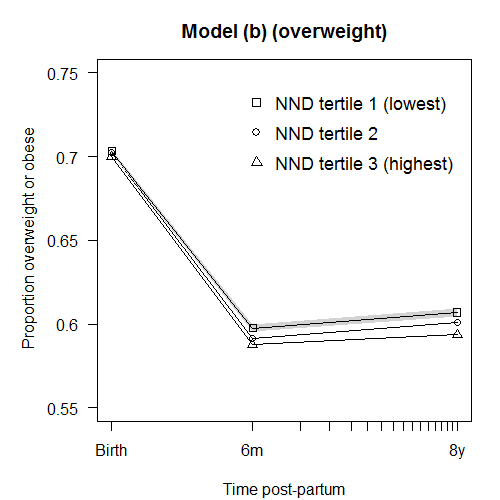 Model (b) (overweight)
Proportion overweight or obese
0.75
0.7
0.65
0.6
0.55
NND tertile 1 (lowest)
NND tertile 2
NND tertile 3 (highest)
Birth
6m
8y
Time post-partum